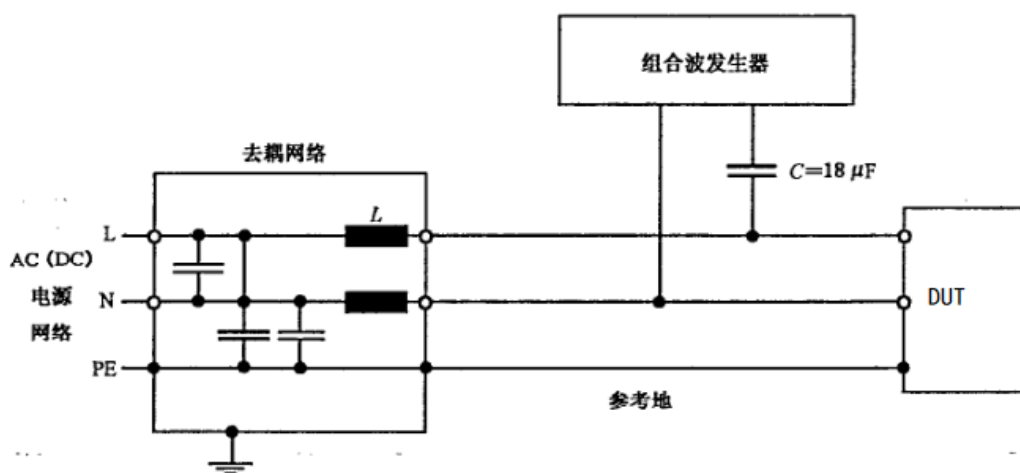 组合波发生器
去耦网络
C=18 μF
L
L
AC (DC)
电源
N
DUT
网络
PE
参考地